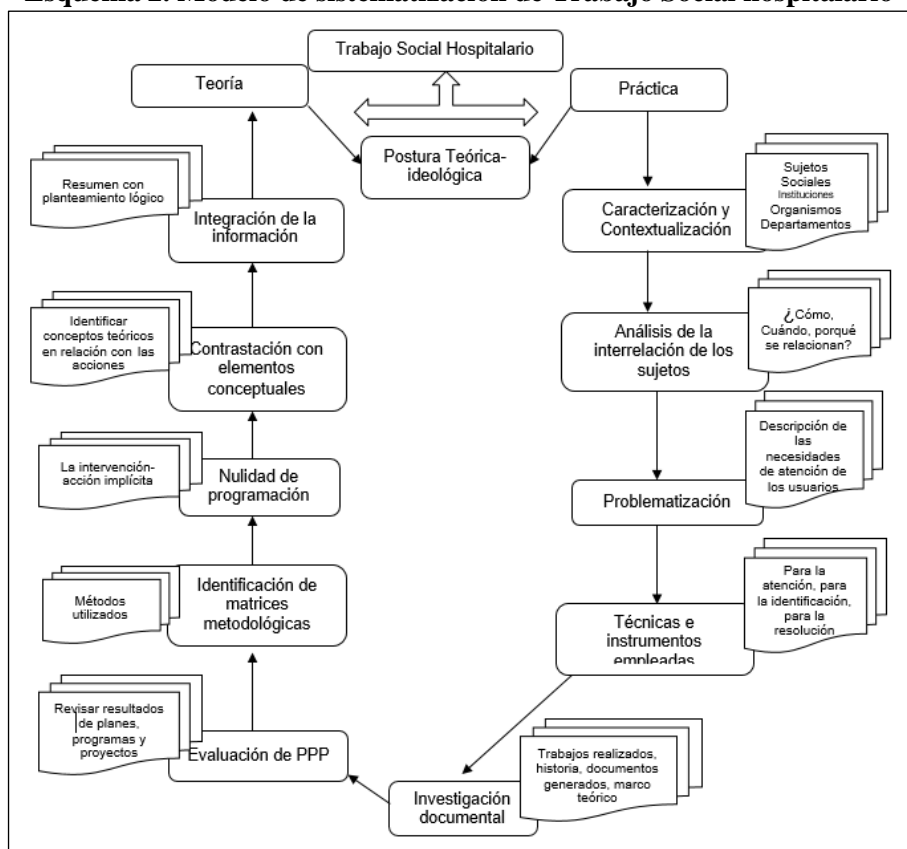 Esquema 2. Modelo de sistematización de Trabajo Social hospitalario
Trabajo Social Hospitalario
Teoría
Práctica
Postura Teórica-
ideológica
Resumen con
planteamiento lógico
Integración de la
información
Caracterización y
Contextualización
Sujetos
Sociales
Instituciones
Organismos
Departamentos
Identificar
conceptos teóricos
en relación con las
acciones
Contrastación con
elementos
conceptuales
Análisis de la
interrelación de los
sujetos
¿Cómo,
Cuándo, porqué
se relacionan?
La intervención-
acción implícita
Nulidad de
programación
Problematización
Descripción de
las
necesidades
de atención de
los usuarios
Métodos
utilizados
Identificación de
matrices
metodológicas
Técnicas e
instrumentos
empleadas
Para la
atención, para
la identificación,
para la
resolución
Revisar resultados
de planes,
programas y
proyectos
Evaluación de PPP
Investigación
documental
Trabajos realizados,
historia, documentos
generados, marco
teórico